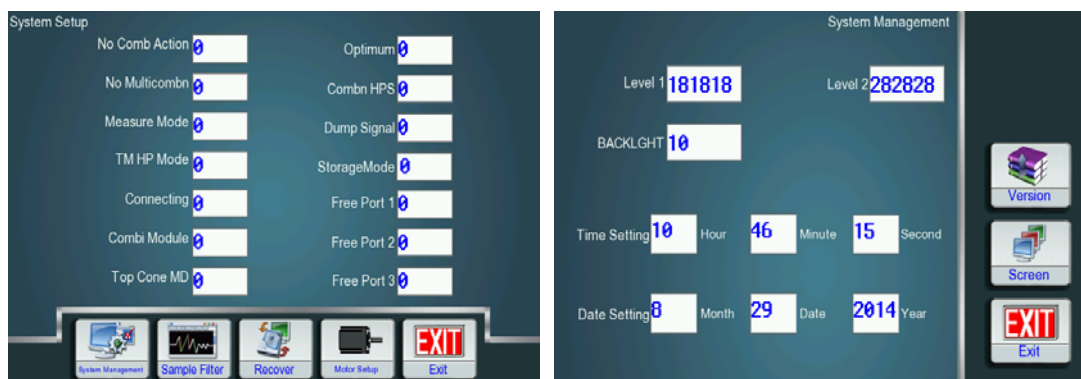 System Setup
No Comb Action 0
Optimum 0
No Multicombn 0
Combn HPS 0
Measure Mode 0
Dump Signal 0
TM HP Mode 0
StorageMode 0
Connecting 0
Free Port 1 0
Combi Module 0
Free Port 2 0
Top Cone MD 0
Free Port 3 0
System Management
Sample Filter
Recover
Motor Setup
EXIT
Exit
System Management
Level 1 181818
Level 2 282828
BACKLGHT 10
Version
Time Setting 10 Hour 46 Minute 15 Second
Screen
Date Setting 8 Month 29 Date 2014 Year
EXIT
Exit